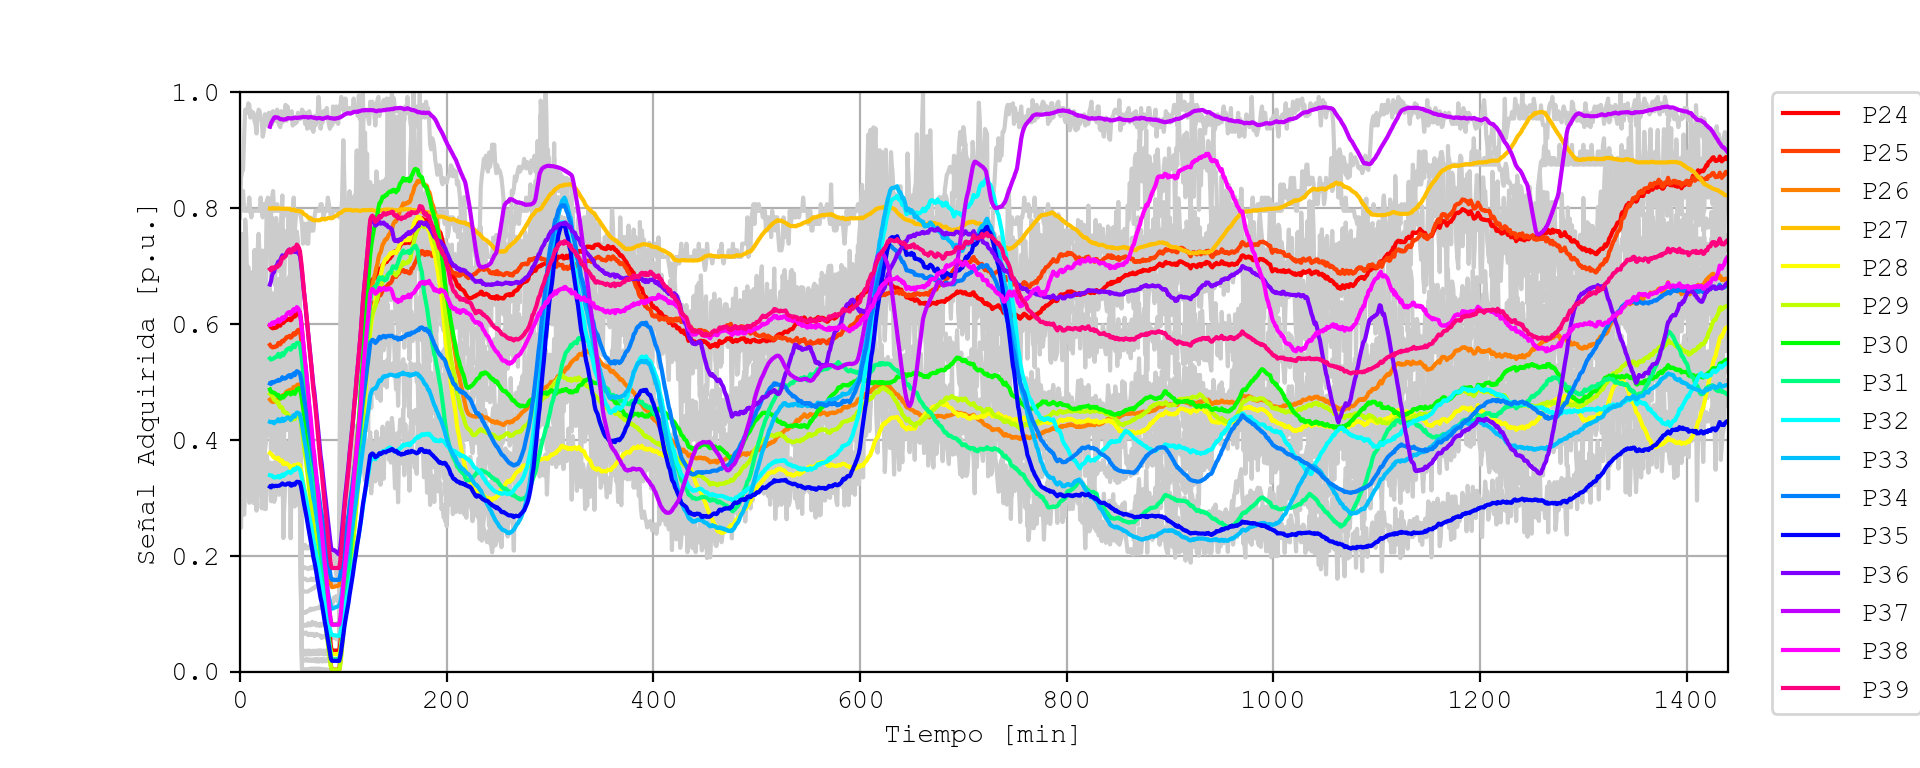 Señal Adquirida [p.u.]
1.0
0.8
0.6
0.4
0.2
0.0
0 200 400 600 800 1000 1200 1400
Tiempo [min]
P24
P25
P26
P27
P28
P29
P30
P31
P32
P33
P34
P35
P36
P37
P38
P39